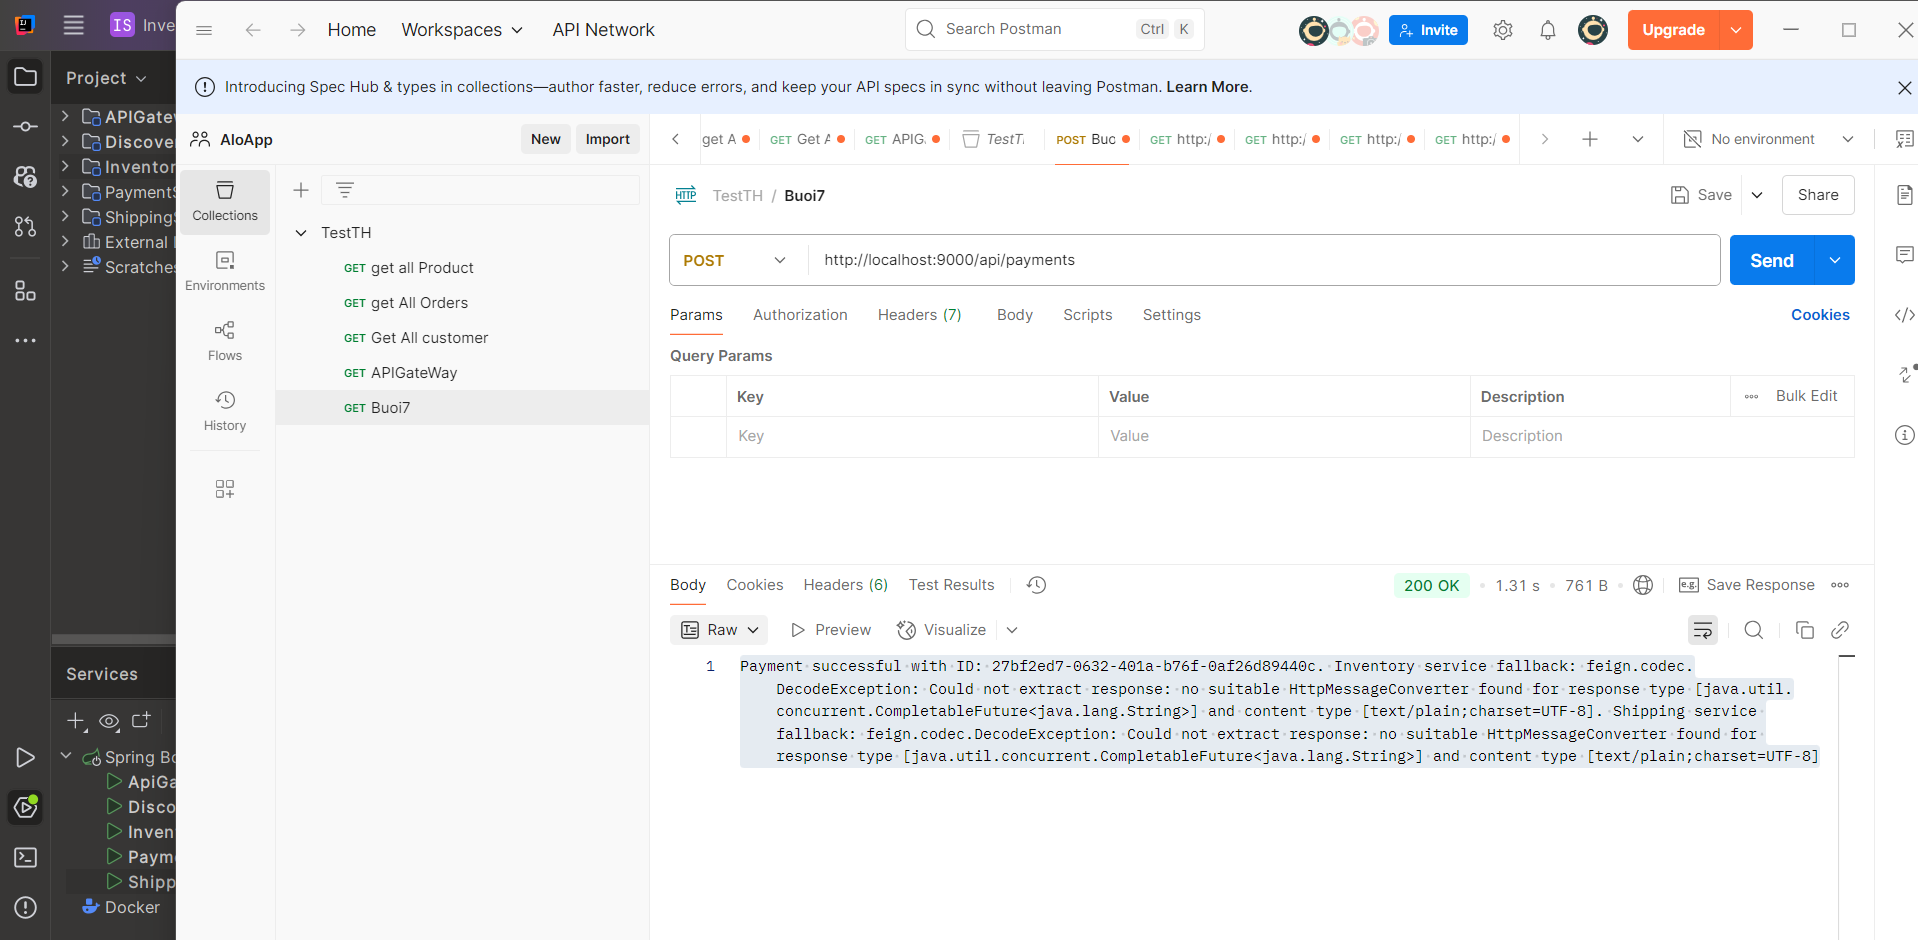 IS Inve
Home
Workspaces
API Network
Search Postman
Ctrl K
Invite
Upgrade
Project
Introducing Spec Hub & types in collections—author faster, reduce errors, and keep your API specs in sync without leaving Postman. Learn More.
APIGatew
Discove
Inventor
PaymentS
ShippingS
External
Scratches
AloApp
New
Import
get A
GET Get A
GET APIG
TestT
POST Buo
GET http:/
GET http:/
GET http:/
GET http:/
No environment
Collections
Environments
Flows
History
TestTH
GET get all Product
GET get All Orders
GET Get All customer
GET APIGateWay
GET Buoi7
HTTP
TestTH / Buoi7
Save
Share
POST
http://localhost:9000/api/payments
Send
Params
Authorization
Headers (7)
Body
Scripts
Settings
Cookies
Query Params
Key
Value
Description
Bulk Edit
Key
Value
Description
Body
Cookies
Headers (6)
Test Results
200 OK
1.31 s
761 B
e.g.
Save Response
Raw
Preview
Visualize
1
Payment successful with ID: 27bf2ed7-0632-401a-b76f-0af26d89440c. Inventory service fallback: feign.codec.
DecodeException: Could not extract response: no suitable HttpMessageConverter found for response type [java.util.
concurrent.CompletableFuture<java.lang.String>] and content type [text/plain;charset=UTF-8]. Shipping service
fallback: feign.codec.DecodeException: Could not extract response: no suitable HttpMessageConverter found for
response type [java.util.concurrent.CompletableFuture<java.lang.String>] and content type [text/plain;charset=UTF-8]
Services
Spring Bo
ApiGa
Disco
Inven
Payme
Shipp
Docker